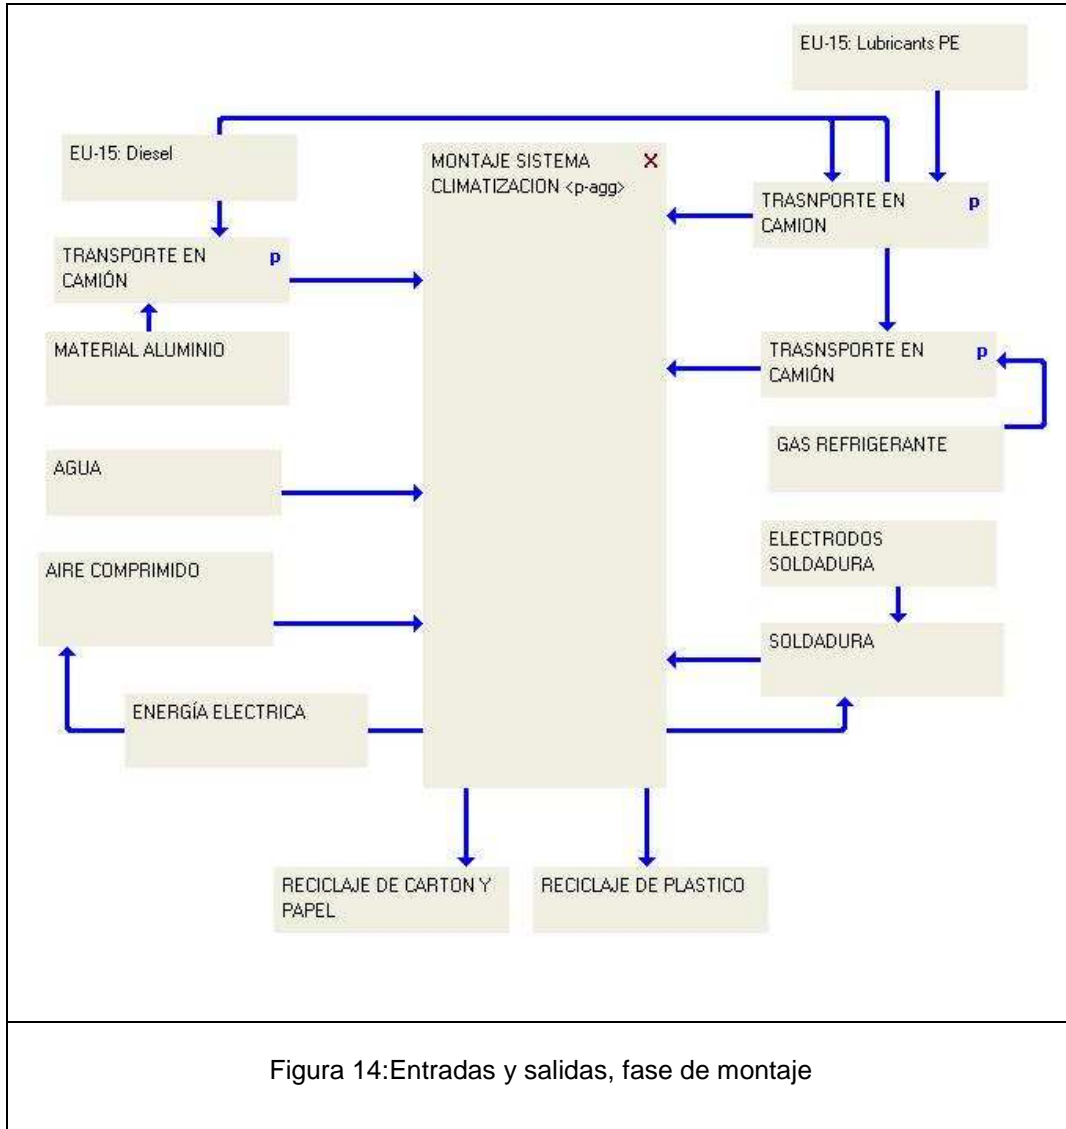 EU-15: Lubricants PE
EU-15: Diesel
MONTAJE SISTEMA X
CLIMATIZACION <p-agg>
TRASNPORTE EN p
CAMION
TRANSPORTE EN p
CAMIÓN
MATERIAL ALUMINIO
TRASNSPORTE EN p
CAMIÓN
GAS REFRIGERANTE
AGUA
ELECTRODOS
SOLDADURA
AIRE COMPRIMIDO
SOLDADURA
ENERGÍA ELECTRICA
RECICLAJE DE CARTON Y
PAPEL
RECICLAJE DE PLASTICO
Figura 14:Entradas y salidas, fase de montaje